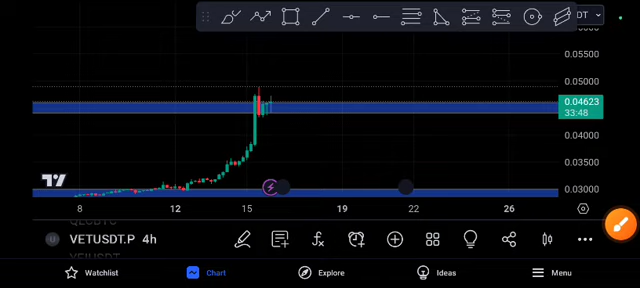 DT
0.05500
0.05000
0.04623
33:48
0.04000
0.03500
0.03000
8 12 15 19 22 26
U VETUSDT.P 4h
Watchlist Chart Explore Ideas Menu